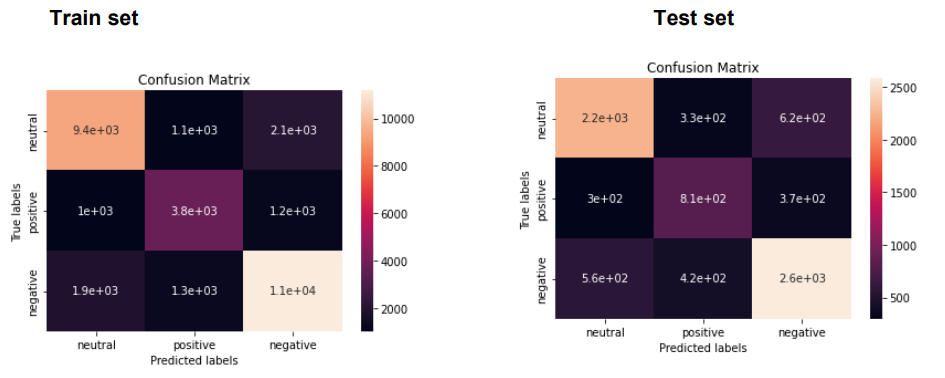 Train set
Confusion Matrix
True labels
neutral
positive
negative
9.4e+03 1.1e+03 2.1e+03
1e+03 3.8e+03 1.2e+03
1.9e+03 1.3e+03 1.1e+04
neutral positive negative
Predicted labels
10000
8000
6000
4000
2000
Test set
Confusion Matrix
True labels
neutral
positive
negative
2.2e+03 3.3e+02 6.2e+02
3e+02 8.1e+02 3.7e+02
5.6e+02 4.2e+02 2.6e+03
neutral positive negative
Predicted labels
2500
2000
1500
1000
500